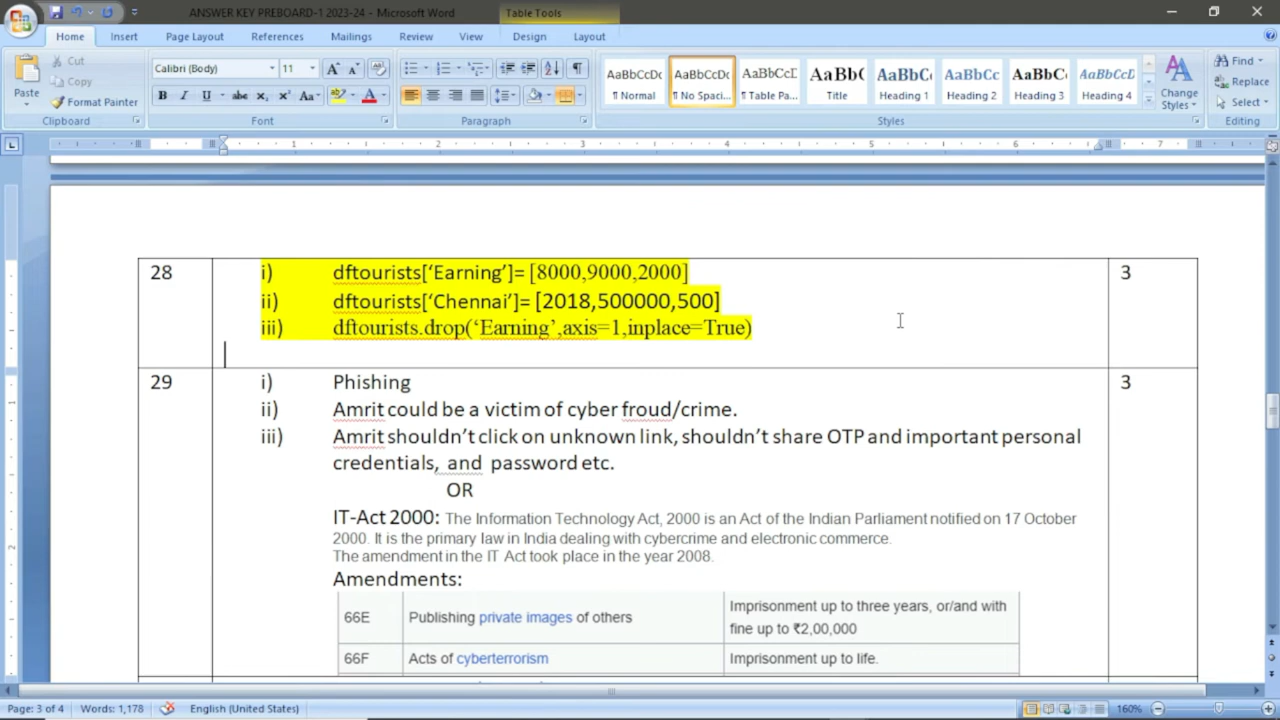 ANSWER KEY PREBOARD-1 2023-24 - Microsoft Word
Table Tools
Home Insert Page Layout References Mailings Review View Design Layout
Paste
Cut
Copy
Format Painter
Clipboard
Calibri (Body) 11
Font
Paragraph
AaBbCcDc AaBbCcDc AaBbCcD AaBb( AaBbC AaBbCc AaBbCc AaBbCcD
¶ Normal ¶ No Spaci... ¶ Table Pa... Title Heading 1 Heading 2 Heading 3 Heading 4
Change Styles
Styles
Find
Replace
Select
Editing
1 2 3 4 5 6 7
28 i) dftourists[‘Earning’]= [8000,9000,2000] 3
ii) dftourists[‘Chennai’]= [2018,500000,500]
iii) dftourists.drop(‘Earning’,axis=1,inplace=True)
29 i) Phishing 3
ii) Amrit could be a victim of cyber froud/crime.
iii) Amrit shouldn’t click on unknown link, shouldn’t share OTP and important personal
credentials, and password etc.
OR
IT-Act 2000: The Information Technology Act, 2000 is an Act of the Indian Parliament notified on 17 October
2000. It is the primary law in India dealing with cybercrime and electronic commerce.
The amendment in the IT Act took place in the year 2008.
Amendments:
66E Publishing private images of others Imprisonment up to three years, or/and with
fine up to ₹2,00,000
66F Acts of cyberterrorism Imprisonment up to life.
Page: 3 of 4 Words: 1,178 English (United States) 160%